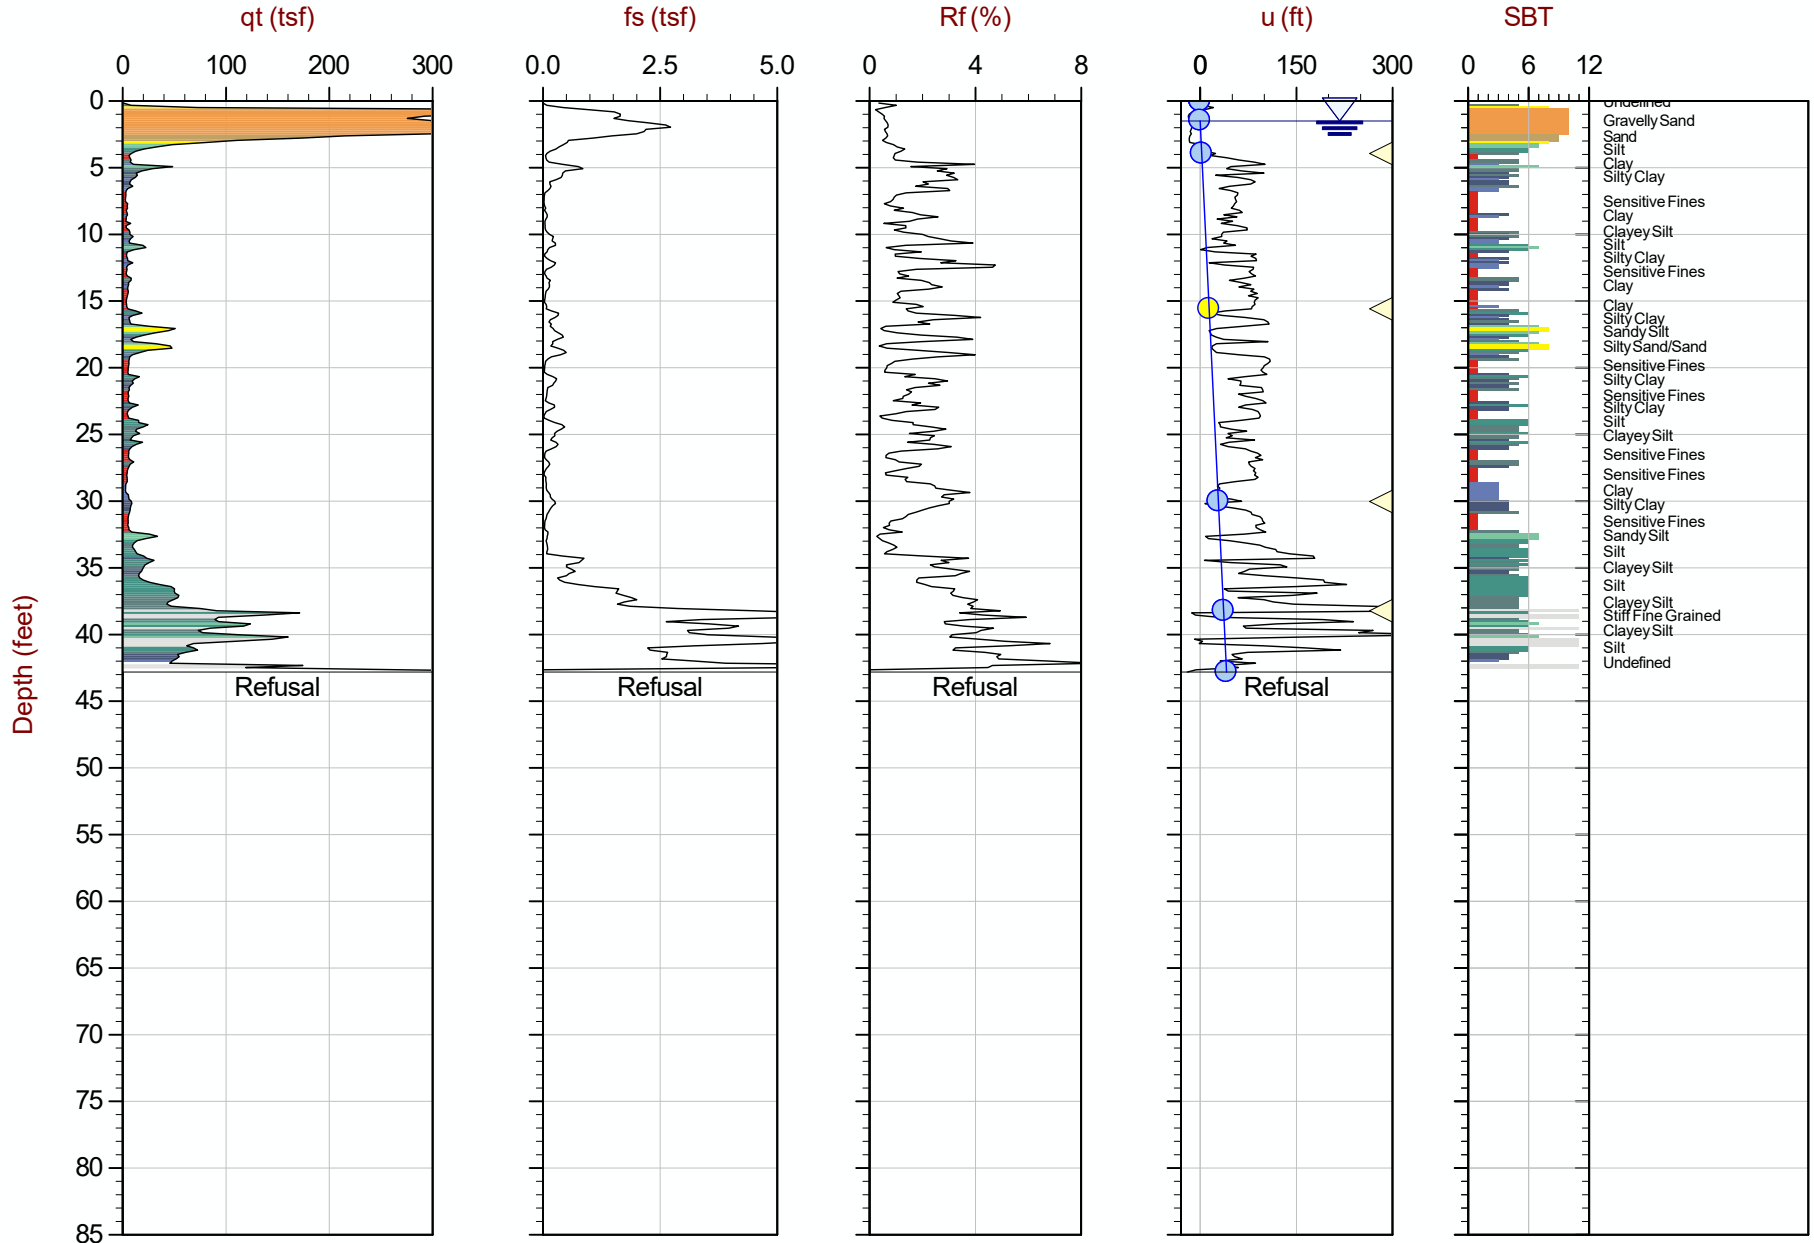 qt (tsf) fs (tsf) Rf (%) u (ft) SBT
0 100 200 300 0.0 2.5 5.0 0 4 8 0 150 300 0 6 12
0
5
10
15
20
25
30
35
40
45
50
55
60
65
70
75
80
85
Depth (feet)
Refusal Refusal Refusal Refusal
Undefined
Gravelly Sand
Sand
Silt
Clay
Silty Clay
Sensitive Fines
Clay
Clayey Silt
Silt
Silty Clay
Sensitive Fines
Clay
Clay
Silty Clay
Sandy Silt
Silty Sand/Sand
Sensitive Fines
Silty Clay
Sensitive Fines
Silty Clay
Silt
Clayey Silt
Sensitive Fines
Sensitive Fines
Clay
Silty Clay
Sensitive Fines
Sandy Silt
Silt
Clayey Silt
Silt
Clayey Silt
Stiff Fine Grained
Clayey Silt
Silt
Undefined